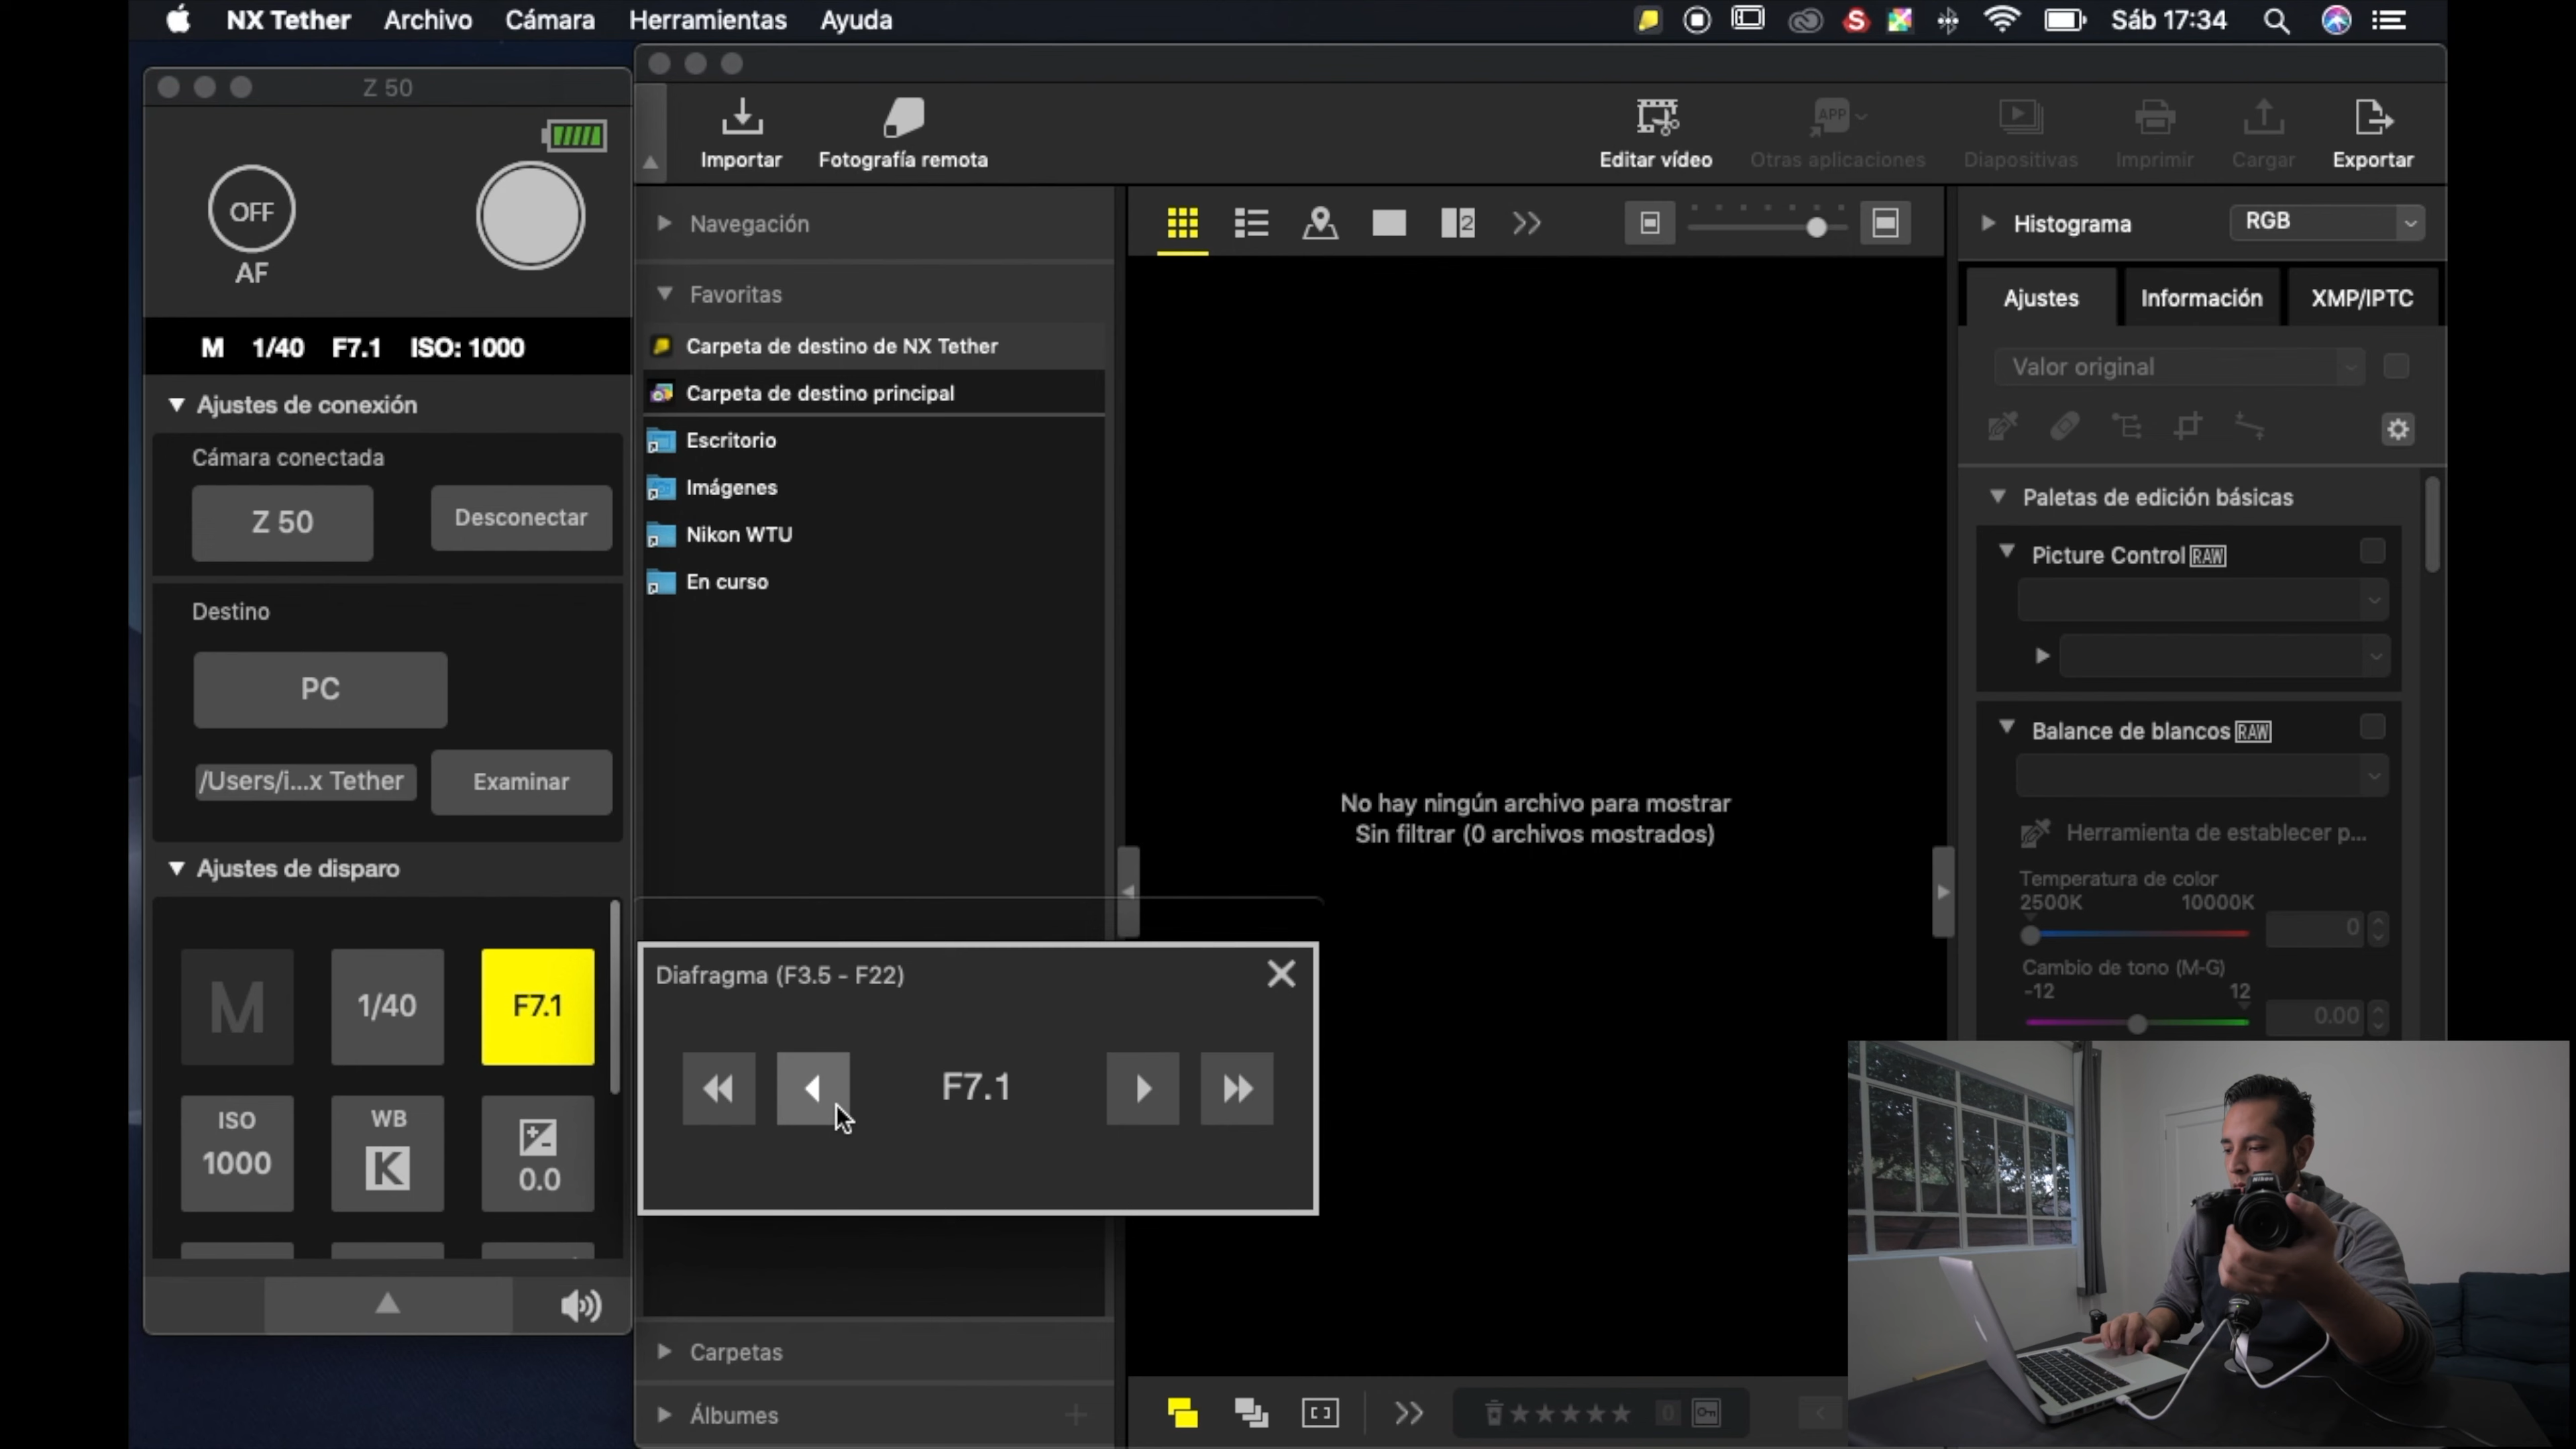 NX Tether Archivo Cámara Herramientas Ayuda
Sáb 17:34
Z 50
OFF
AF
M 1/40 F7.1 ISO: 1000
Ajustes de conexión
Cámara conectada
Z 50 Desconectar
Destino
PC
/Users/i...x Tether Examinar
Ajustes de disparo
M 1/40 F7.1
ISO
1000
WB
K
0.0
Importar Fotografía remota
Editar vídeo Otras aplicaciones Diapositivas Imprimir Cargar Exportar
APP
Navegación
Favoritas
Carpeta de destino de NX Tether
Carpeta de destino principal
Escritorio
Imágenes
Nikon WTU
En curso
Diafragma (F3.5 - F22)
F7.1
Carpetas
Álbumes
2
No hay ningún archivo para mostrar
Sin filtrar (0 archivos mostrados)
0
Histograma RGB
Ajustes Información XMP/IPTC
Valor original
Paletas de edición básicas
Picture Control RAW
Balance de blancos RAW
Herramienta de establecer p...
Temperatura de color
2500K 10000K
0
Cambio de tono (M-G)
-12 12
0.00